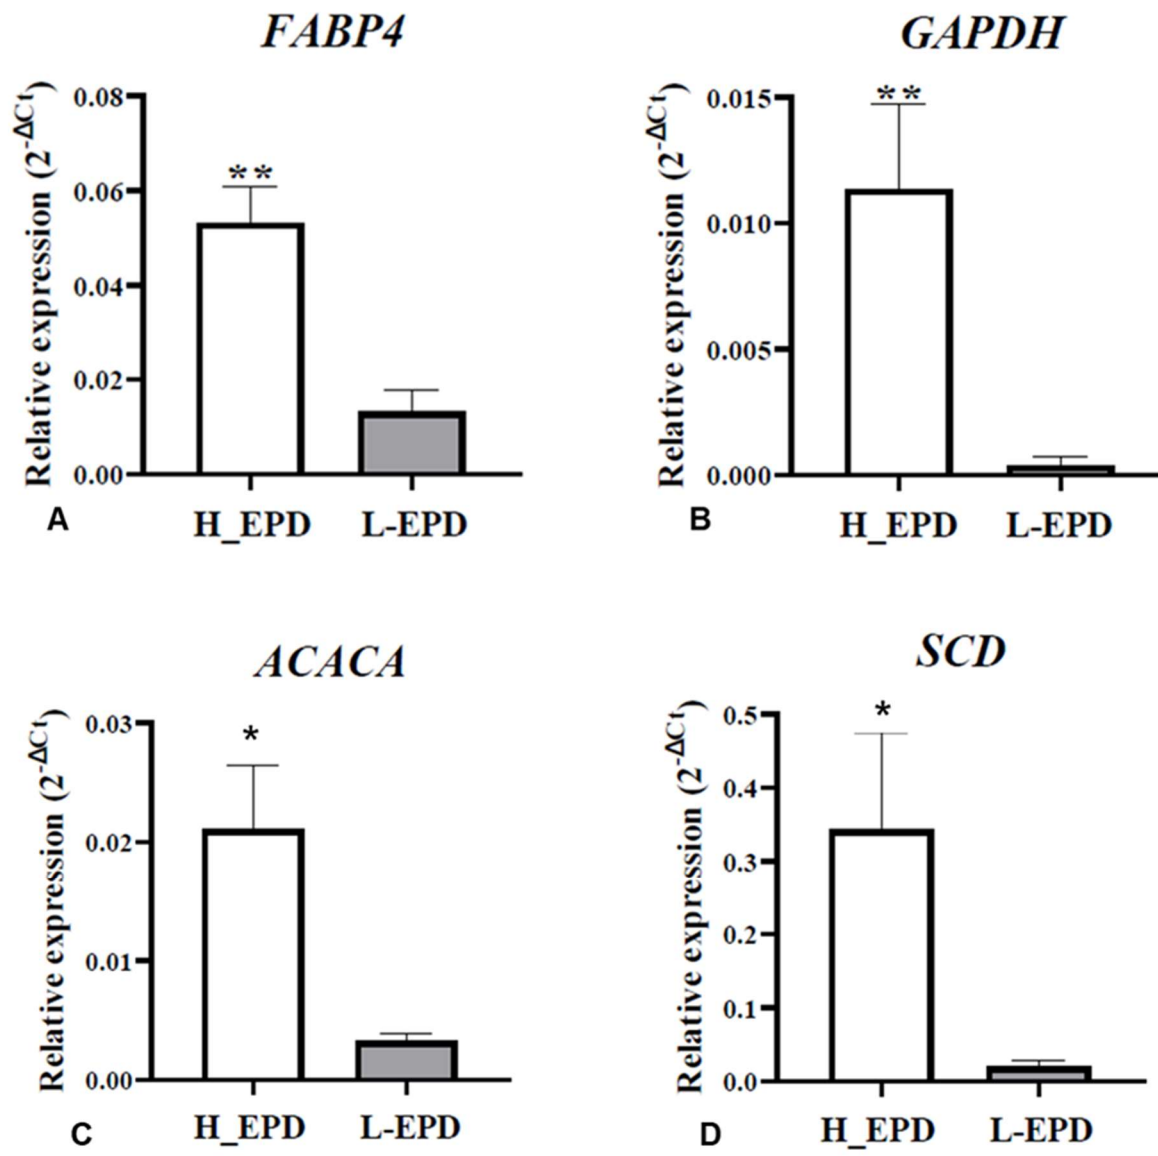 FABP4
Relative expression (2^-ΔCt)
0.08
0.06
0.04
0.02
0.00
**
H_EPD L-EPD
A
GAPDH
Relative expression (2^-ΔCt)
0.015
0.010
0.005
0.000
**
H_EPD L-EPD
B
ACACA
Relative expression (2^-ΔCt)
0.03
0.02
0.01
0.00
*
H_EPD L-EPD
C
SCD
Relative expression (2^-ΔCt)
0.5
0.4
0.3
0.2
0.1
0.0
*
H_EPD L-EPD
D